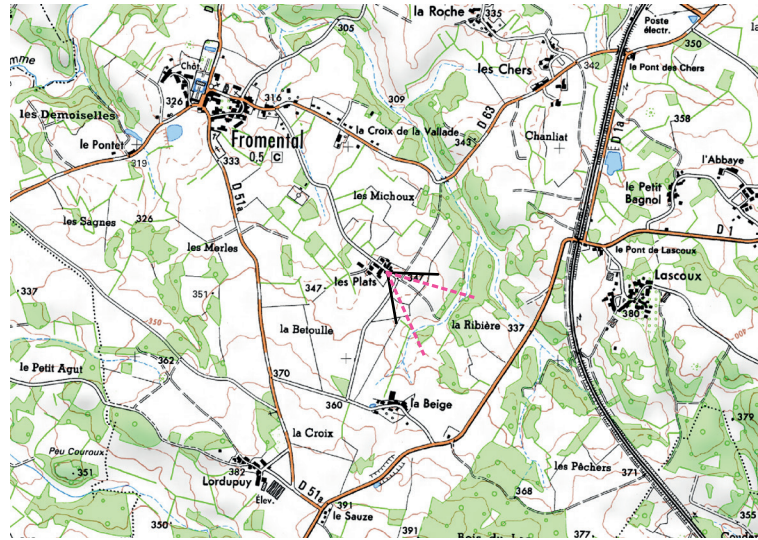 la Roche
335
Poste
électr.
350
D
305
les Chers
342
le Pont des Chers
mme
Chât.
326
316
309
D 63
D 1a
les Demoiselles
la Croix de la Vallade
358
Fromental
0,5 C
343
Chanliat
le Pontet
319
333
l'Abbaye
D 51a
les Michoux
le Petit
Bagnol
les Sagnes
326
D 1
les Merles
le Pont de Lascoux
347
Lascoux
337
351
347
les Plats
380
350
la Betoulle
la Ribière
337
400
362
le Petit Agut
370
360
la Beige
379
la Croix
Peu Couroux
351
382
Lordupuy
les Pêchers
371
Élev.
D 51a
368
350
391
le Sauze
391
377
355